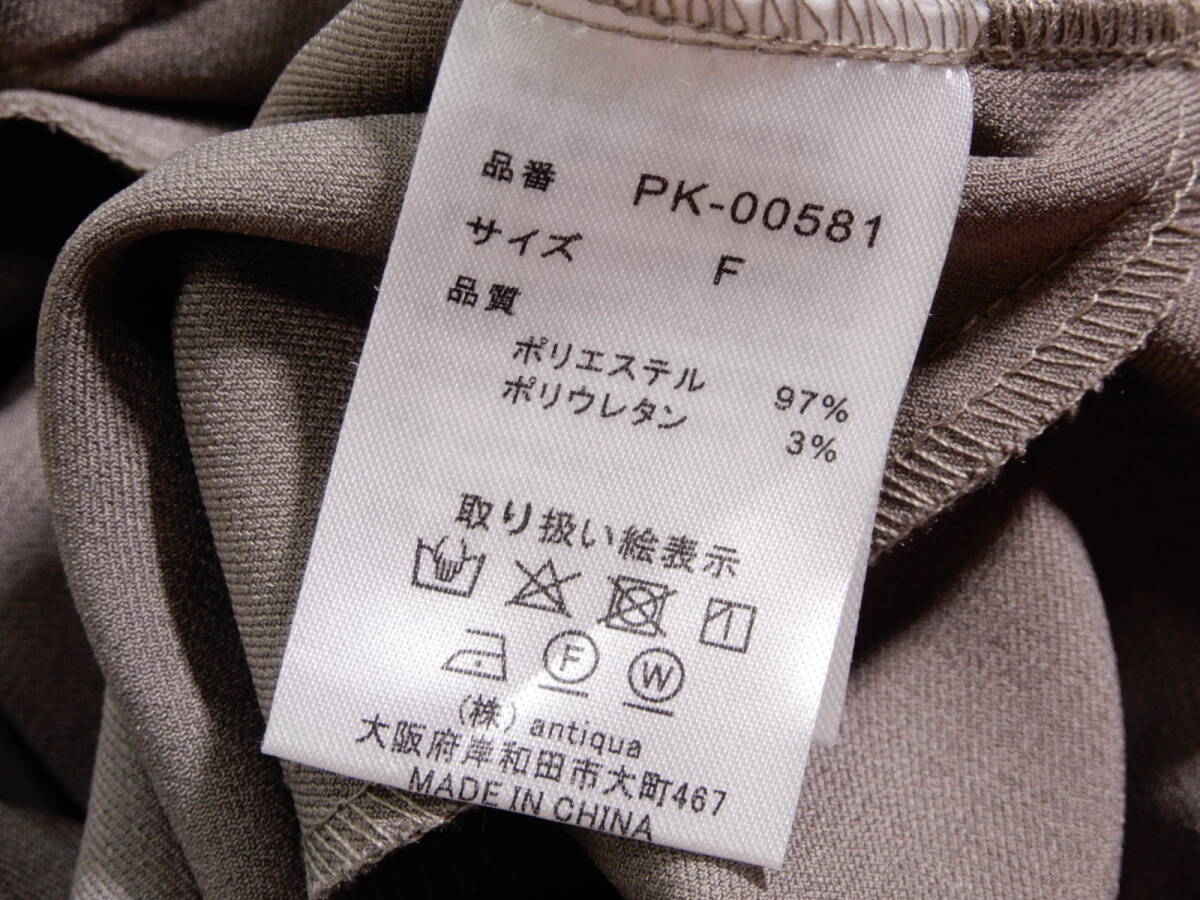 品番 PK-00581
サイズ F
品質
ポリエステル 97%
ポリウレタン 3%
取り扱い絵表示
F W
(株) antiqua
大阪府岸和田市大町467
MADE IN CHINA